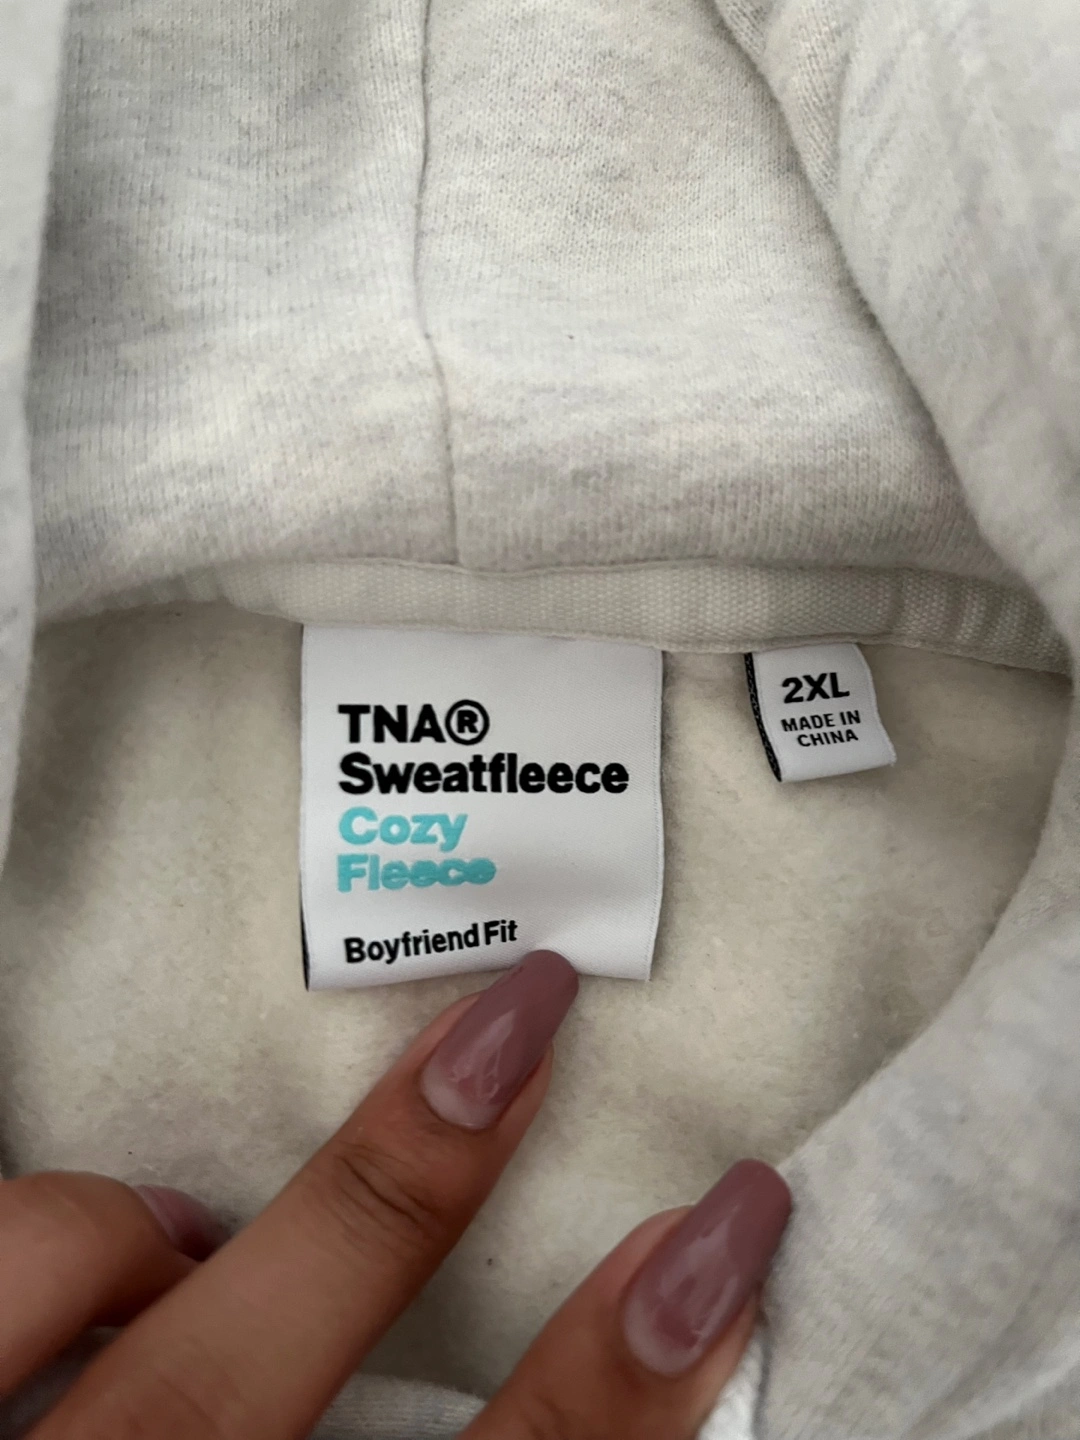 TNA®
Sweatfleece
Cozy
Fleece
Boyfriend Fit
2XL
MADE IN
CHINA